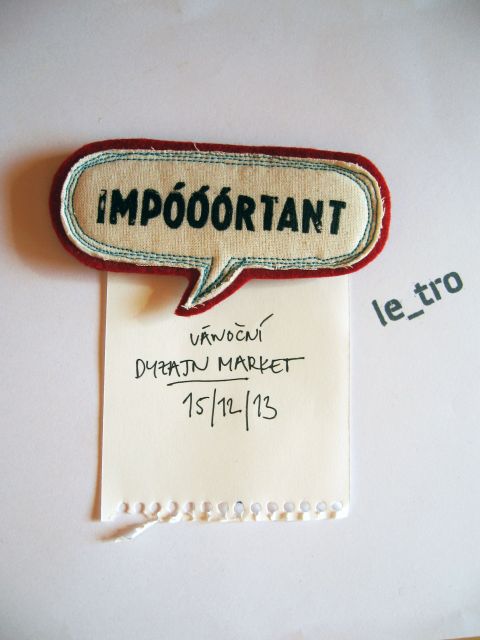 IMPÓÓÓRTANT
le_tro
VÁNOČNÍ
DYZAJN MARKET
15/12/13